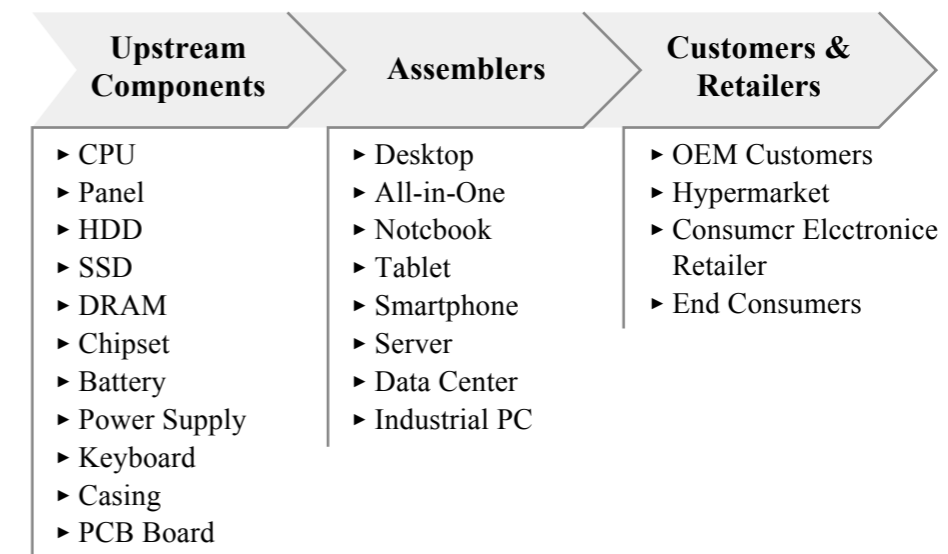 Upstream
Components
Assemblers
Customers &
Retailers
► CPU
► Panel
► HDD
► SSD
► DRAM
► Chipset
► Battery
► Power Supply
► Keyboard
► Casing
► PCB Board
► Desktop
► All-in-One
► Notcbook
► Tablet
► Smartphone
► Server
► Data Center
► Industrial PC
► OEM Customers
► Hypermarket
► Consumcr Elcctronice
Retailer
► End Consumers